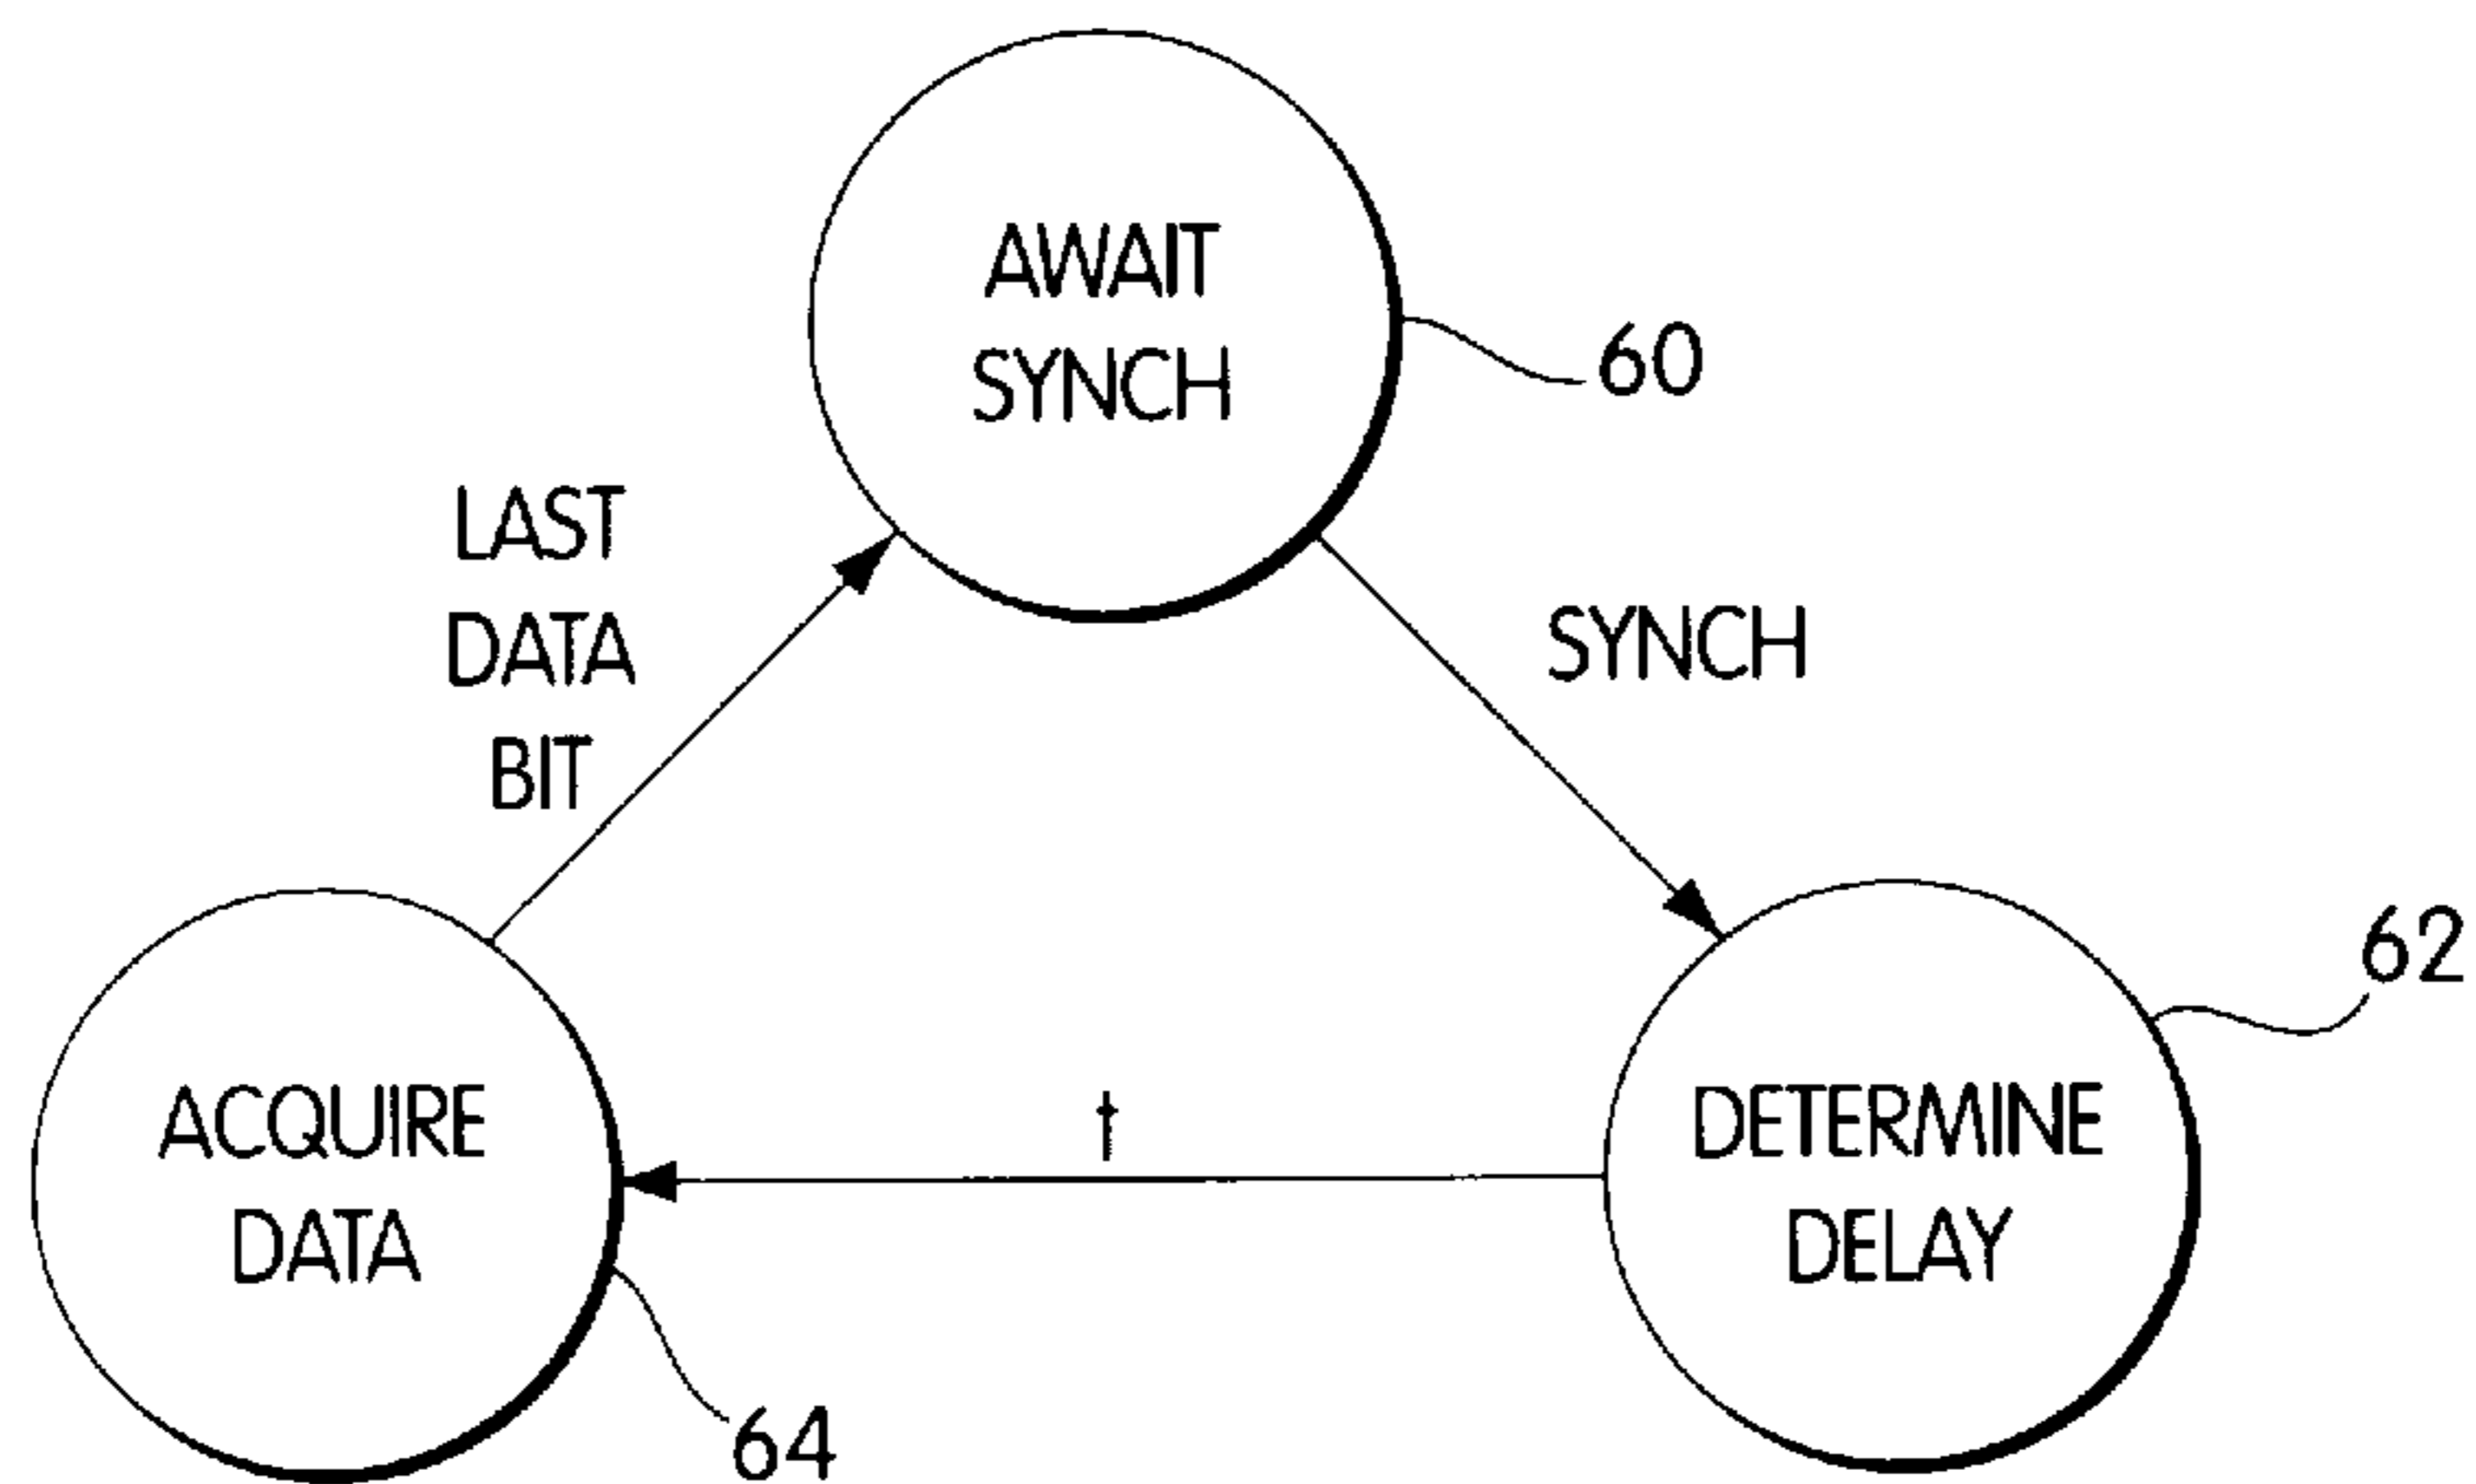 AWAIT
SYNCH
60
LAST
DATA
BIT
SYNCH
62
ACQUIRE
DATA
t
DETERMINE
DELAY
64